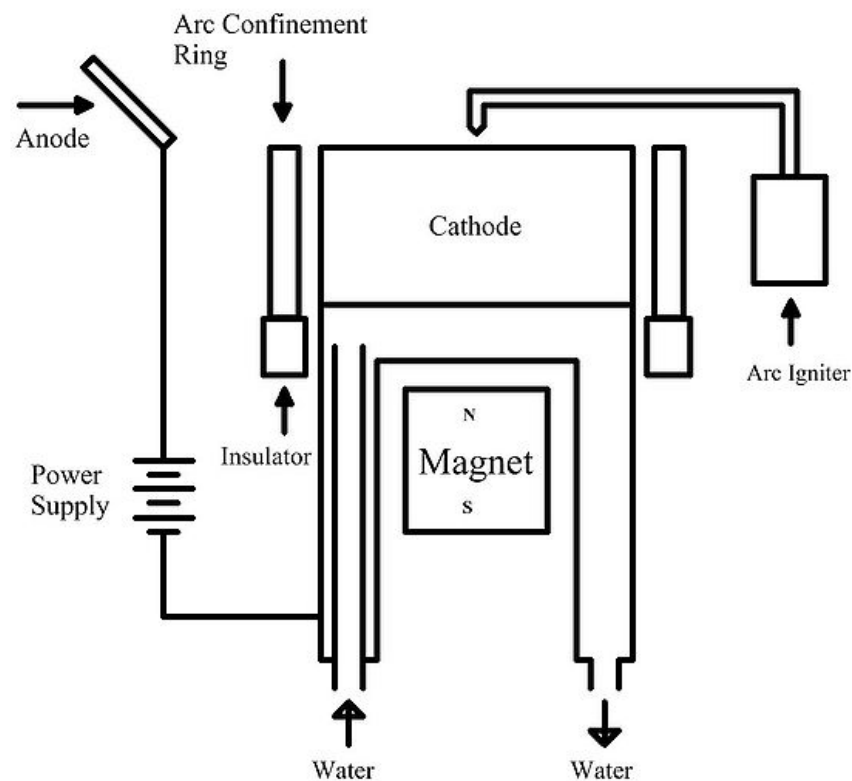 Arc Confinement
Ring
Anode
Cathode
Arc Igniter
Insulator
N
Magnet
S
Power
Supply
Water
Water